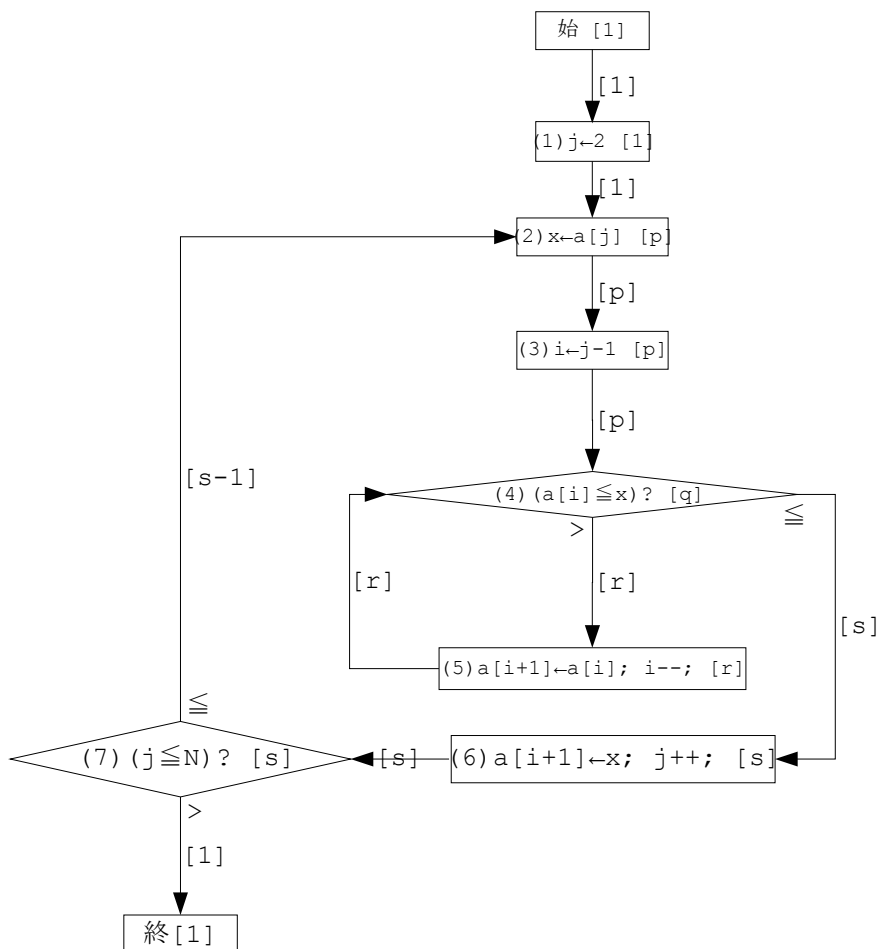 始 [1]
[1]
(1)j←2 [1]
[1]
(2)x←a[j] [p]
[p]
(3)i←j-1 [p]
[p]
[s-1]
(4)(a[i]≦x)? [q]
≦
>
[r]
[r]
[s]
(5)a[i+1]←a[i]; i--; [r]
≦
(7)(j≦N)? [s]
[s]
(6)a[i+1]←x; j++; [s]
>
[1]
終[1]